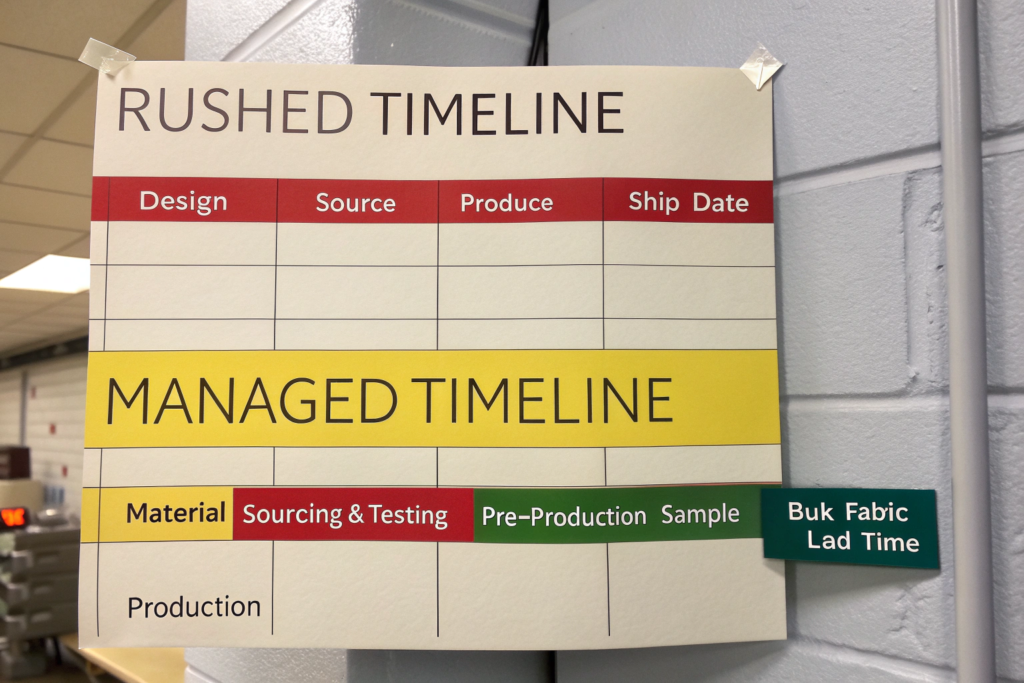 RUSHED TIMELINE
Design Source Produce Ship Date
MANAGED TIMELINE
Material Sourcing & Testing Pre-Production Sample Buk Fabic
Lad Time
Production